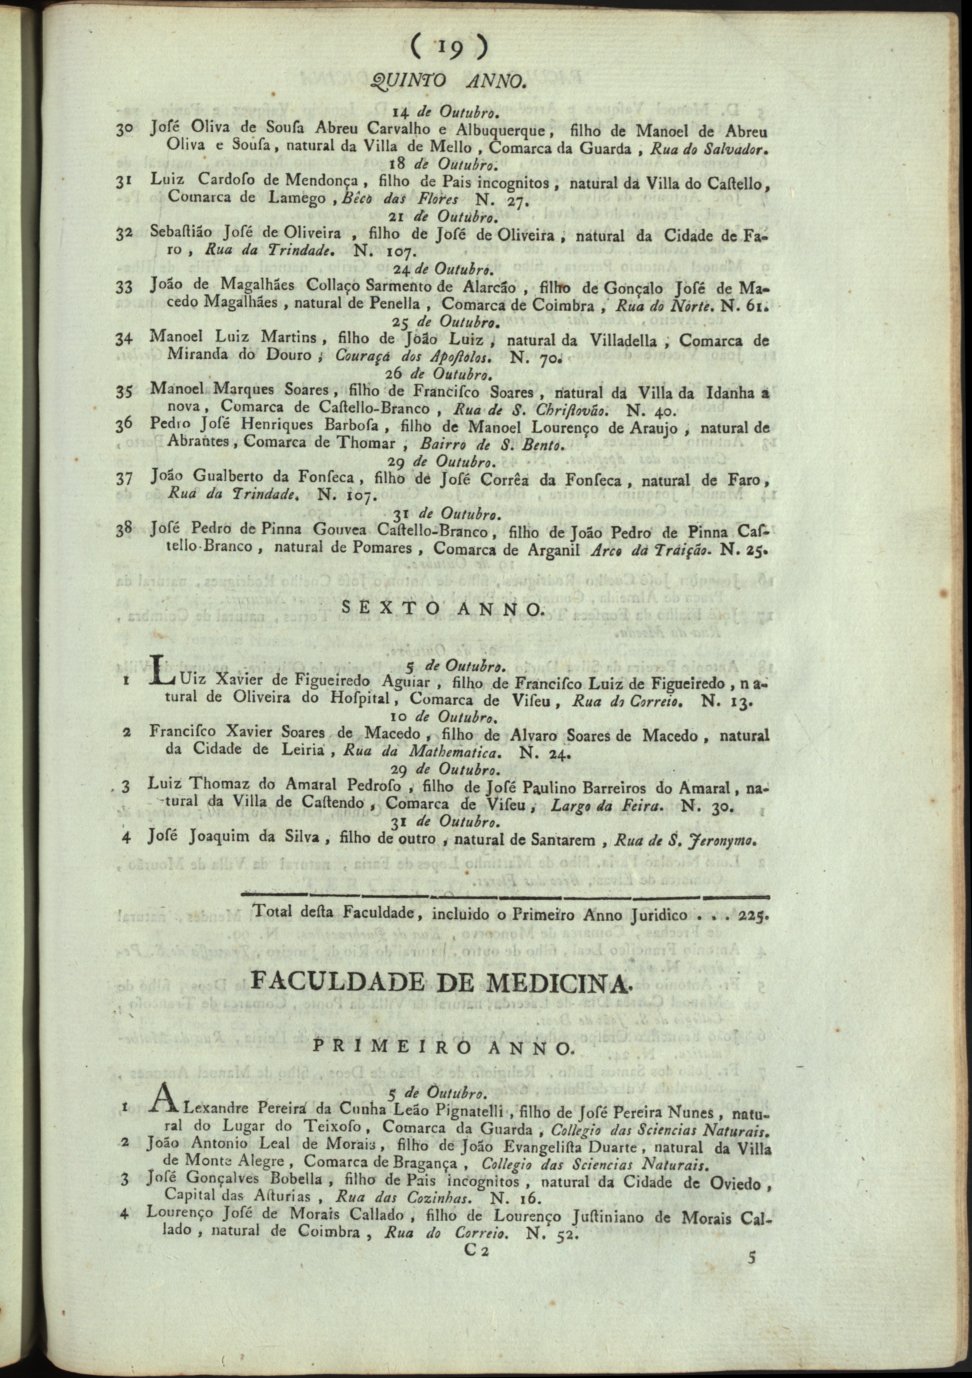 ( 19 )
QUINTO ANNO.
14 de Outubro.
30 Joſé Oliva de Souſa Abreu Carvalho e Albuquerque, filho de Manoel de Abreu
Oliva e Souſa, natural da Villa de Mello, Comarca da Guarda, Rua do Salvador.
18 de Outubro.
31 Luiz Cardoſo de Mendonça, filho de Pais incognitos, natural da Villa do Caſtello,
Comarca de Lamego, Bêco das Flores N. 27.
21 de Outubro.
32 Sebaſtião Joſé de Oliveira, filho de Joſé de Oliveira, natural da Cidade de Fa-
ro, Rua da Trindade. N. 107.
24 de Outubro.
33 João de Magalhães Collaço Sarmento de Alarcão, filho de Gonçalo Joſé de Ma-
cedo Magalhães, natural de Penella, Comarca de Coimbra, Rua do Norte. N. 61.
25 de Outubro.
34 Manoel Luiz Martins, filho de João Luiz, natural da Villadella, Comarca de
Miranda do Douro, Couraça dos Apoſtolos. N. 70.
26 de Outubro.
35 Manoel Marques Soares, filho de Franciſco Soares, natural da Villa da Idanha a
nova, Comarca de Caſtello-Branco, Rua de S. Chriſtovão. N. 40.
36 Pedro Joſé Henriques Barboſa, filho de Manoel Lourenço de Araujo, natural de
Abrantes, Comarca de Thomar, Bairro de S. Bento.
29 de Outubro.
37 João Gualberto da Fonſeca, filho de Joſé Corrêa da Fonſeca, natural de Faro,
Rua da Trindade. N. 107.
31 de Outubro.
38 Joſé Pedro de Pinna Gouvea Caſtello-Branco, filho de João Pedro de Pinna Caſ-
tello-Branco, natural de Pomares, Comarca de Arganil Arco da Traição. N. 25.
SEXTO ANNO.
5 de Outubro.
1 LUiz Xavier de Figueiredo Aguiar, filho de Franciſco Luiz de Figueiredo, na-
tural de Oliveira do Hoſpital, Comarca de Viſeu, Rua do Correio. N. 13.
10 de Outubro.
2 Franciſco Xavier Soares de Macedo, filho de Alvaro Soares de Macedo, natural
da Cidade de Leiria, Rua da Mathematica. N. 24.
29 de Outubro.
3 Luiz Thomaz do Amaral Pedroſo, filho de Joſé Paulino Barreiros do Amaral, na-
tural da Villa de Caſtendo, Comarca de Viſeu, Largo da Feira. N. 30.
31 de Outubro.
4 Joſé Joaquim da Silva, filho de outro, natural de Santarem, Rua de S. Jeronymo.
Total deſta Faculdade, incluido o Primeiro Anno Juridico . . . 225.
FACULDADE DE MEDICINA.
PRIMEIRO ANNO.
5 de Outubro.
1 ALexandre Pereira da Cunha Leão Pignatelli, filho de Joſé Pereira Nunes, natu-
ral do Lugar do Teixoſo, Comarca da Guarda, Collegio das Sciencias Naturais.
2 João Antonio Leal de Morais, filho de João Evangeliſta Duarte, natural da Villa
de Monte Alegre, Comarca de Bragança, Collegio das Sciencias Naturais.
3 Joſé Gonçalves Bobella, filho de Pais incognitos, natural da Cidade de Oviedo,
Capital das Aſturias, Rua das Cozinhas. N. 16.
4 Lourenço Joſé de Morais Callado, filho de Lourenço Juſtiniano de Morais Cal-
lado, natural de Coimbra, Rua do Correio. N. 52.
C 2
5